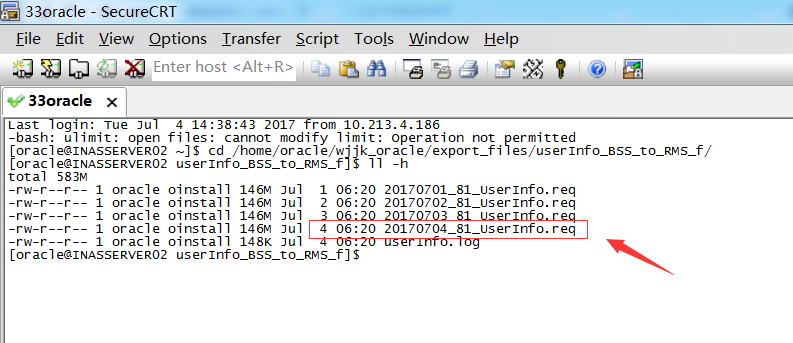 33oracle - SecureCRT
File Edit View Options Transfer Script Tools Window Help
Enter host <Alt+R>
33oracle
Last login: Tue Jul  4 14:38:43 2017 from 10.213.4.186
-bash: ulimit: open files: cannot modify limit: Operation not permitted
[oracle@INASERVER02 ~]$ cd /home/oracle/wjjk_oracle/export_files/userInfo_BSS_to_RMS_f/
[oracle@INASERVER02 userInfo_BSS_to_RMS_f]$ ll -h
total 583M
-rw-r--r-- 1 oracle oinstall 146M Jul  1 06:20 20170701_81_UserInfo.req
-rw-r--r-- 1 oracle oinstall 146M Jul  2 06:20 20170702_81_UserInfo.req
-rw-r--r-- 1 oracle oinstall 146M Jul  3 06:20 20170703_81_UserInfo.req
-rw-r--r-- 1 oracle oinstall 146M Jul  4 06:20 20170704_81_UserInfo.req
-rw-r--r-- 1 oracle oinstall 148K Jul  4 06:20 userInfo.log
[oracle@INASERVER02 userInfo_BSS_to_RMS_f]$